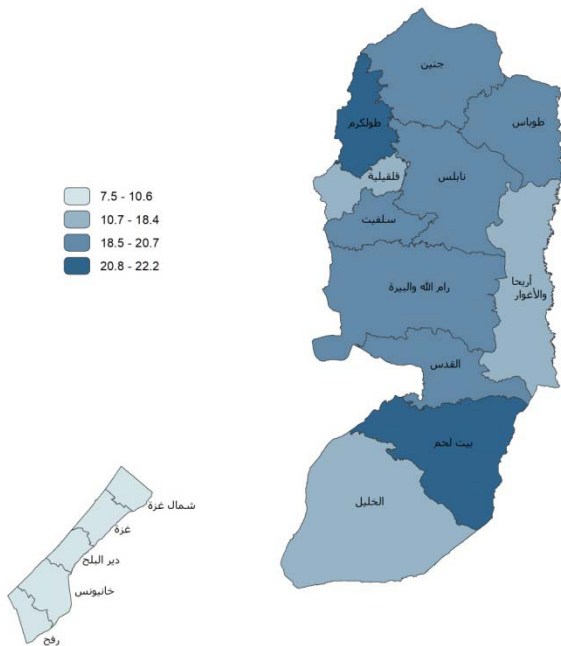 جنين
طوباس
طولكرم
نابلس
قلقيلية
سلفيت
أريحا
والأغوار
رام الله والبيرة
القدس
بيت لحم
الخليل
7.5 - 10.6
10.7 - 18.4
18.5 - 20.7
20.8 - 22.2
شمال غزة
غزة
دير البلح
خانيونس
رفح